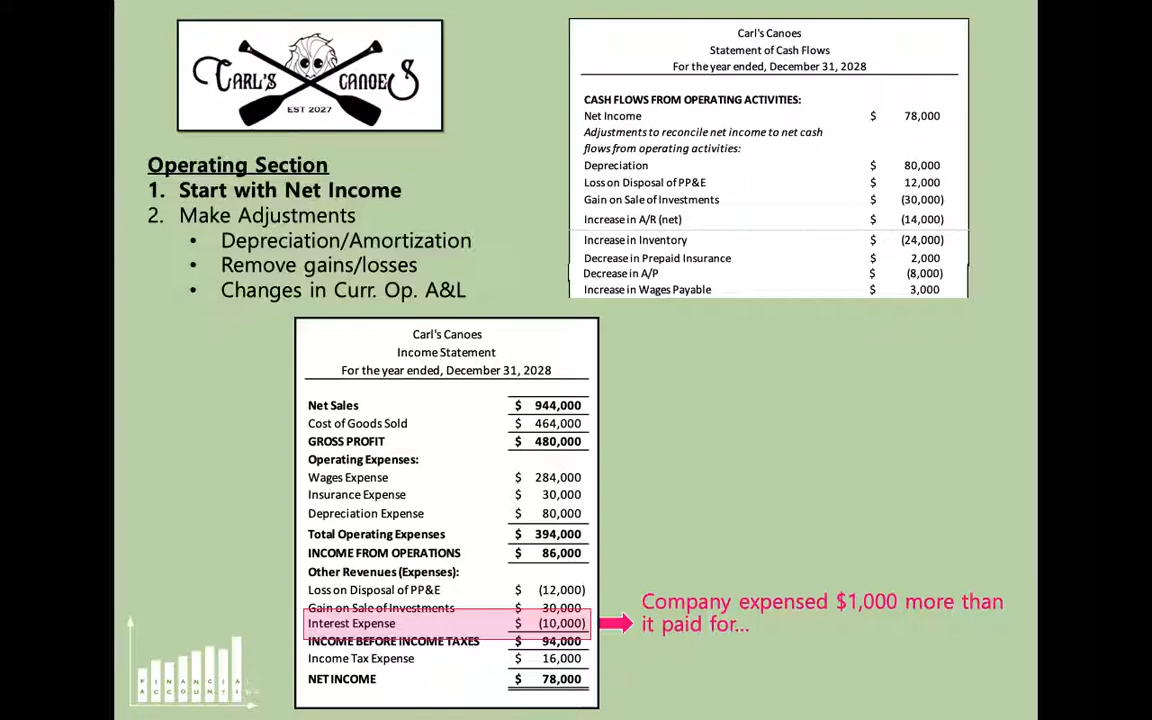 CARL'S CANOES
EST 2027
Operating Section
1. Start with Net Income
2. Make Adjustments
• Depreciation/Amortization
• Remove gains/losses
• Changes in Curr. Op. A&L
Carl's Canoes
Statement of Cash Flows
For the year ended, December 31, 2028
CASH FLOWS FROM OPERATING ACTIVITIES:
Net Income $ 78,000
Adjustments to reconcile net income to net cash
flows from operating activities:
Depreciation $ 80,000
Loss on Disposal of PP&E $ 12,000
Gain on Sale of Investments $ (30,000)
Increase in A/R (net) $ (14,000)
Increase in Inventory $ (24,000)
Decrease in Prepaid Insurance $ 2,000
Decrease in A/P $ (8,000)
Increase in Wages Payable $ 3,000
Carl's Canoes
Income Statement
For the year ended, December 31, 2028
Net Sales $ 944,000
Cost of Goods Sold $ 464,000
GROSS PROFIT $ 480,000
Operating Expenses:
Wages Expense $ 284,000
Insurance Expense $ 30,000
Depreciation Expense $ 80,000
Total Operating Expenses $ 394,000
INCOME FROM OPERATIONS $ 86,000
Other Revenues (Expenses):
Loss on Disposal of PP&E $ (12,000)
Gain on Sale of Investments $ 30,000
Interest Expense $ (10,000)
INCOME BEFORE INCOME TAXES $ 94,000
Income Tax Expense $ 16,000
NET INCOME $ 78,000
Company expensed $1,000 more than
it paid for...
FINANCIAL